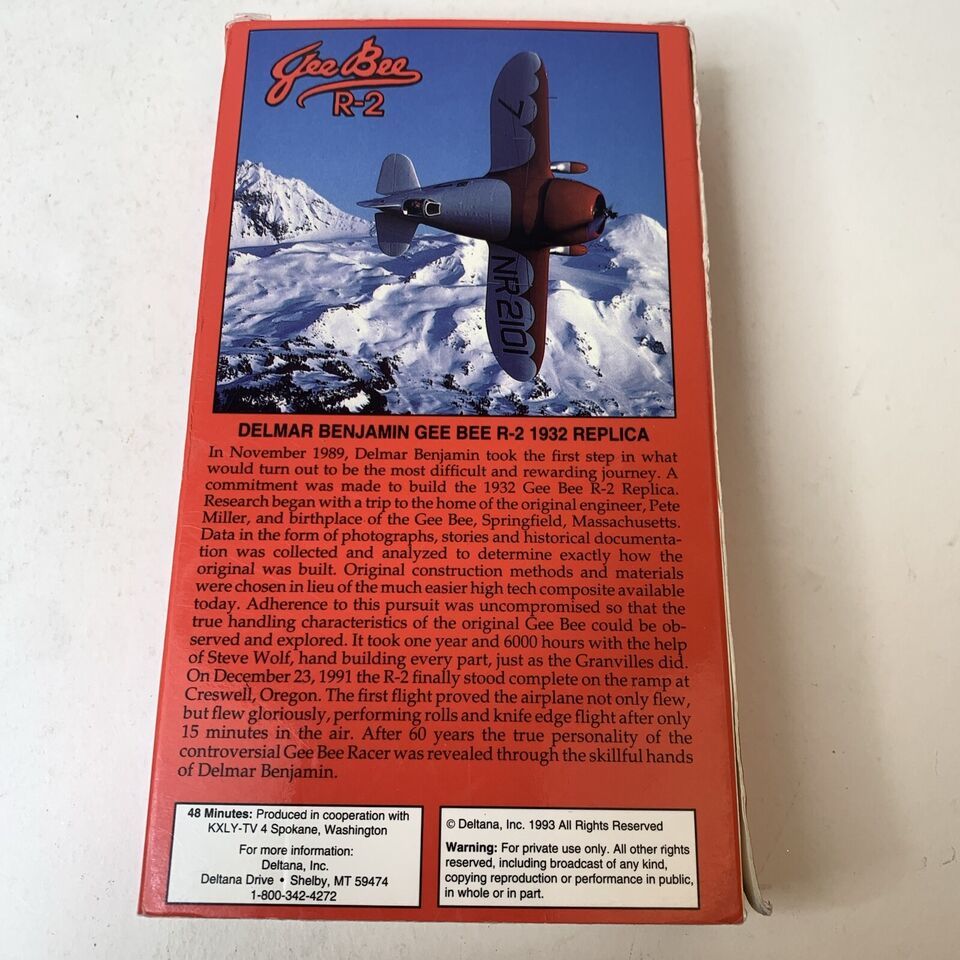 Gee Bee
R-2
7
NR2101
DELMAR BENJAMIN GEE BEE R-2 1932 REPLICA
In November 1989, Delmar Benjamin took the first step in what
would turn out to be the most difficult and rewarding journey. A
commitment was made to build the 1932 Gee Bee R-2 Replica.
Research began with a trip to the home of the original engineer, Pete
Miller, and birthplace of the Gee Bee, Springfield, Massachusetts.
Data in the form of photographs, stories and historical documenta-
tion was collected and analyzed to determine exactly how the
original was built. Original construction methods and materials
were chosen in lieu of the much easier high tech composite available
today. Adherence to this pursuit was uncompromised so that the
true handling characteristics of the original Gee Bee could be ob-
served and explored. It took one year and 6000 hours with the help
of Steve Wolf, hand building every part, just as the Granvilles did.
On December 23, 1991 the R-2 finally stood complete on the ramp at
Creswell, Oregon. The first flight proved the airplane not only flew,
but flew gloriously, performing rolls and knife edge flight after only
15 minutes in the air. After 60 years the true personality of the
controversial Gee Bee Racer was revealed through the skillful hands
of Delmar Benjamin.
48 Minutes: Produced in cooperation with
KXLY-TV 4 Spokane, Washington
For more information:
Deltana, Inc.
Deltana Drive • Shelby, MT 59474
1-800-342-4272
© Deltana, Inc. 1993 All Rights Reserved
Warning: For private use only. All other rights
reserved, including broadcast of any kind,
copying reproduction or performance in public,
in whole or in part.